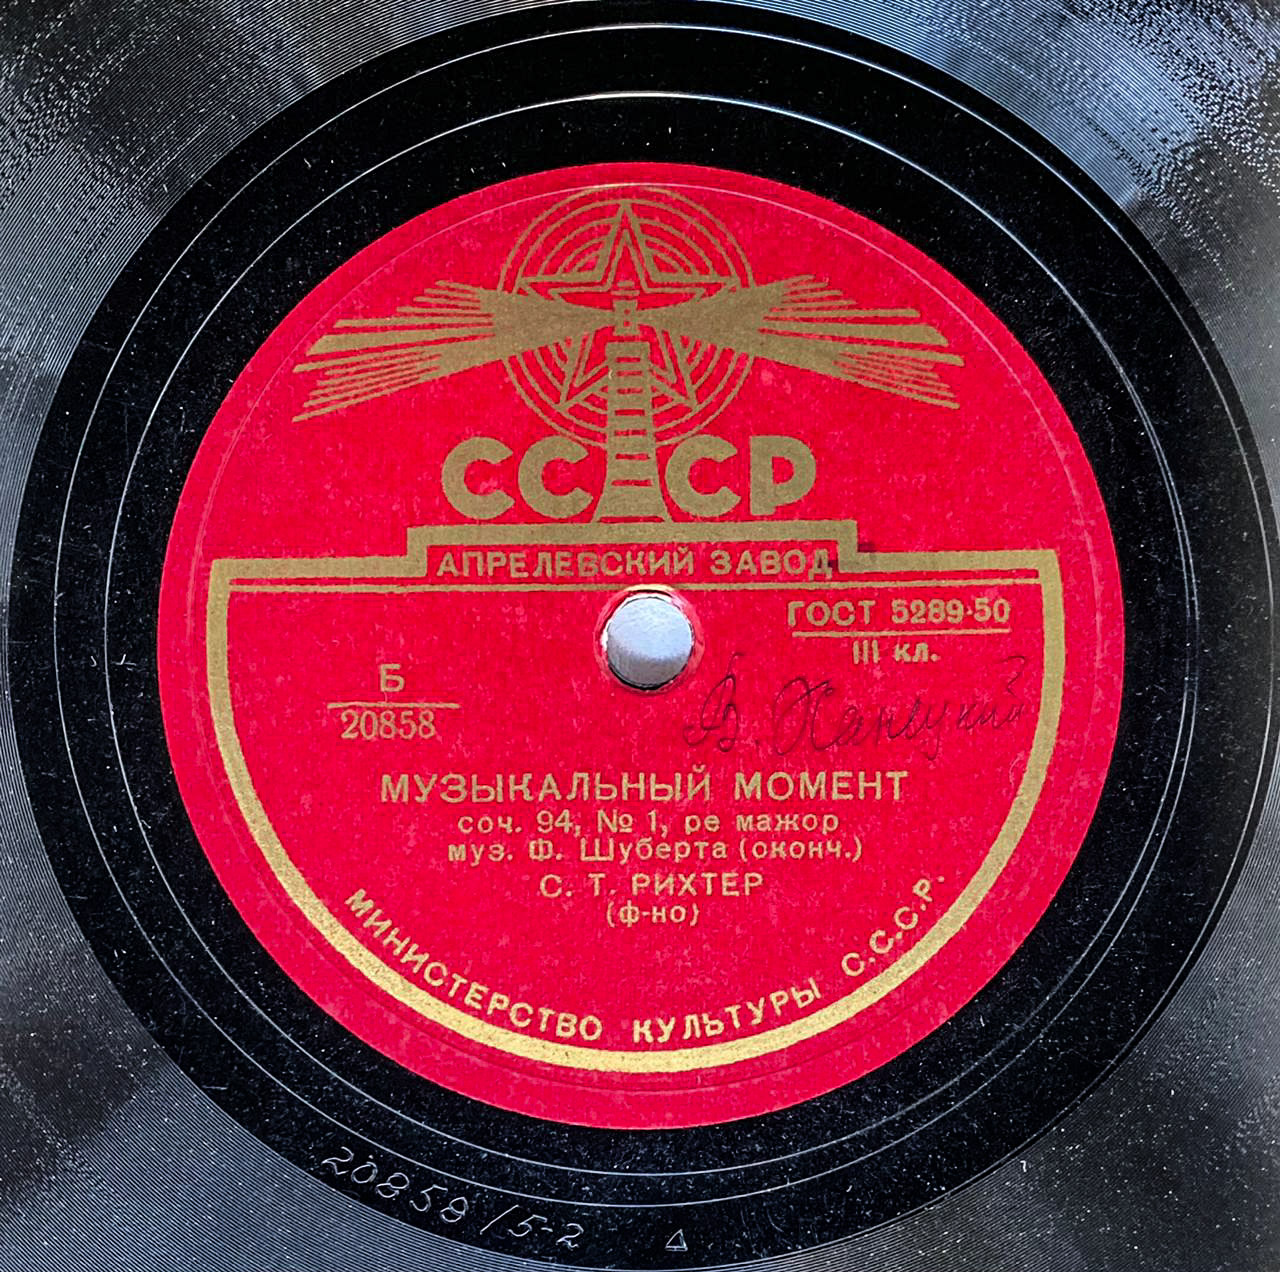 СССР
АПРЕЛЕВСКИЙ ЗАВОД
ГОСТ 5289-50
III кл.
Б
20858
МУЗЫКАЛЬНЫЙ МОМЕНТ
соч. 94, № 1, ре мажор
муз. Ф. Шуберта (оконч.)
С. Т. РИХТЕР
(ф-но)
МИНИСТЕРСТВО КУЛЬТУРЫ С.С.С.Р.
20858/5-2